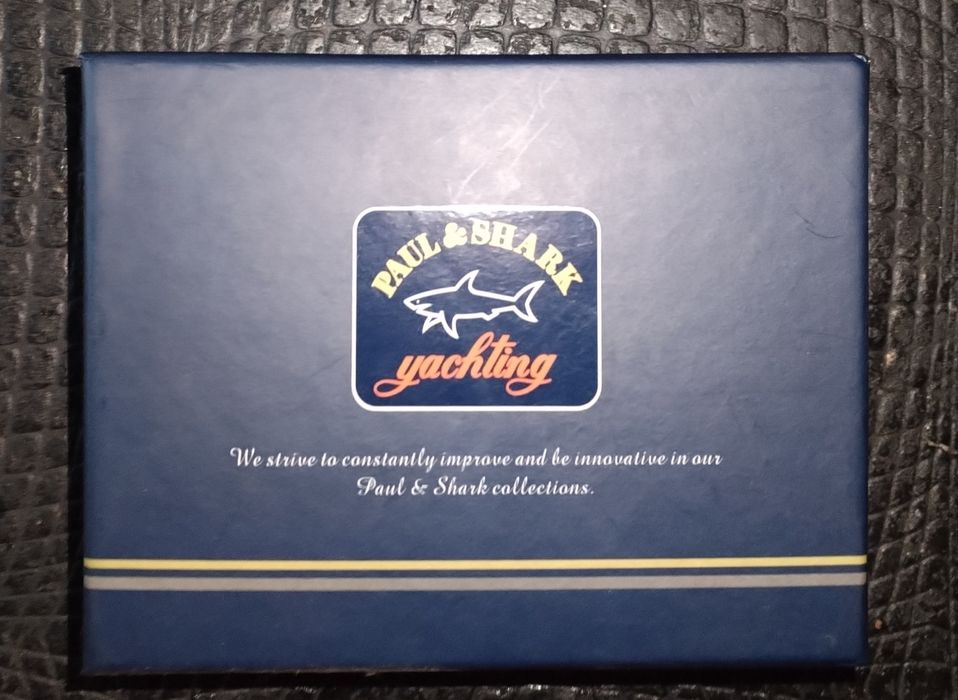 PAUL & SHARK
yachting
We strive to constantly improve and be innovative in our
Paul & Shark collections.